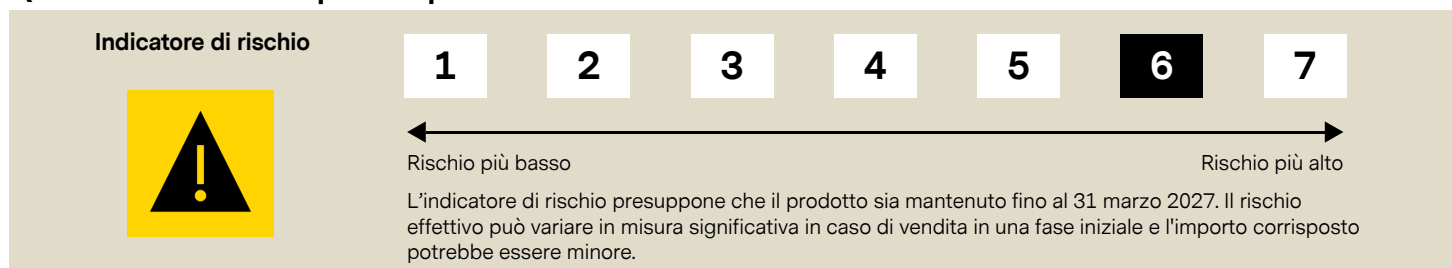 Indicatore di rischio
1 2 3 4 5 6 7
Rischio più basso Rischio più alto
L'indicatore di rischio presuppone che il prodotto sia mantenuto fino al 31 marzo 2027. Il rischio
effettivo può variare in misura significativa in caso di vendita in una fase iniziale e l'importo corrisposto
potrebbe essere minore.